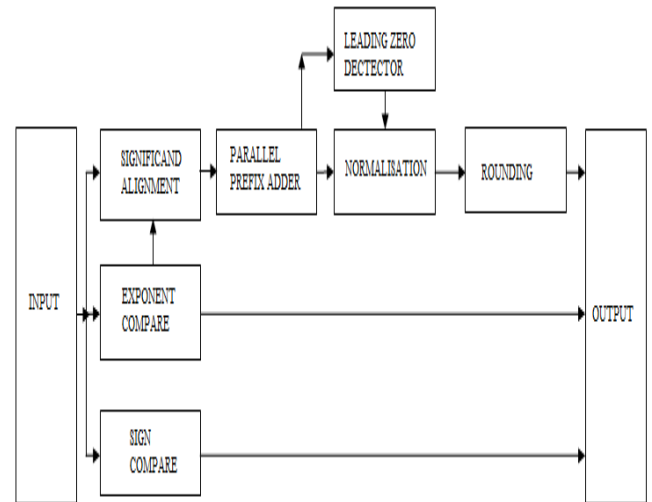 LEADING ZERO
DECTECTOR
SIGNIFICAND
ALIGNMENT
PARALLEL
PREFIX ADDER
NORMALISATION
ROUNDING
INPUT
EXPONENT
COMPARE
OUTPUT
SIGN
COMPARE